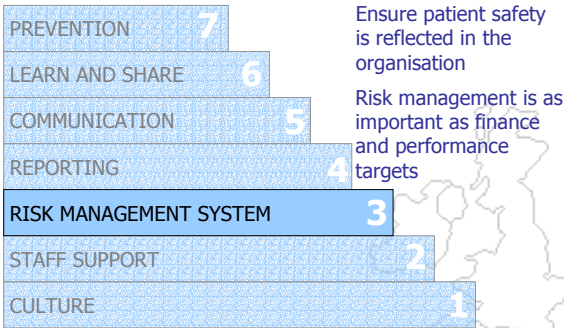 PREVENTION 7
LEARN AND SHARE 6
COMMUNICATION 5
REPORTING 4
RISK MANAGEMENT SYSTEM 3
STAFF SUPPORT 2
CULTURE 1
Ensure patient safety
is reflected in the
organisation
Risk management is as
important as finance
and performance
targets